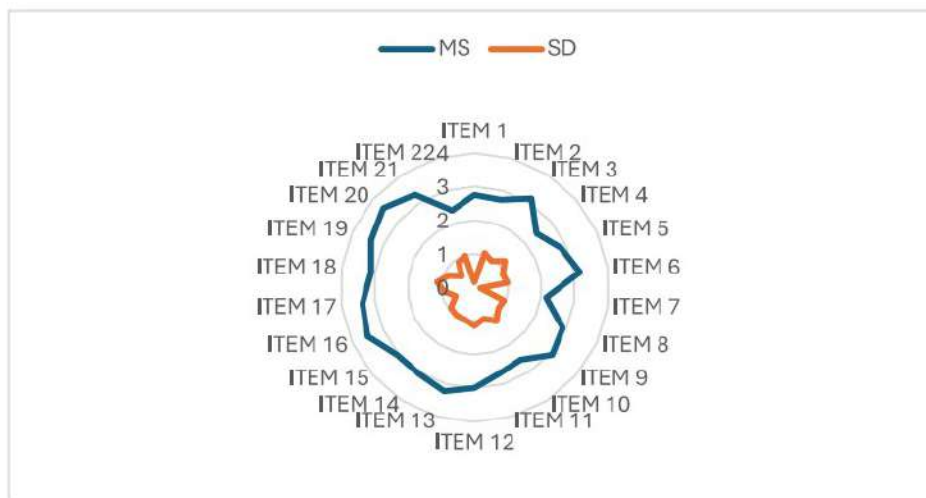 MS SD
ITEM 1
ITEM 22 4 ITEM 2
ITEM 21 ITEM 3
ITEM 20 3 ITEM 4
ITEM 19 2 ITEM 5
1
ITEM 18 0 ITEM 6
ITEM 17 ITEM 7
ITEM 16 ITEM 8
ITEM 15 ITEM 9
ITEM 14 ITEM 10
ITEM 13 ITEM 11
ITEM 12